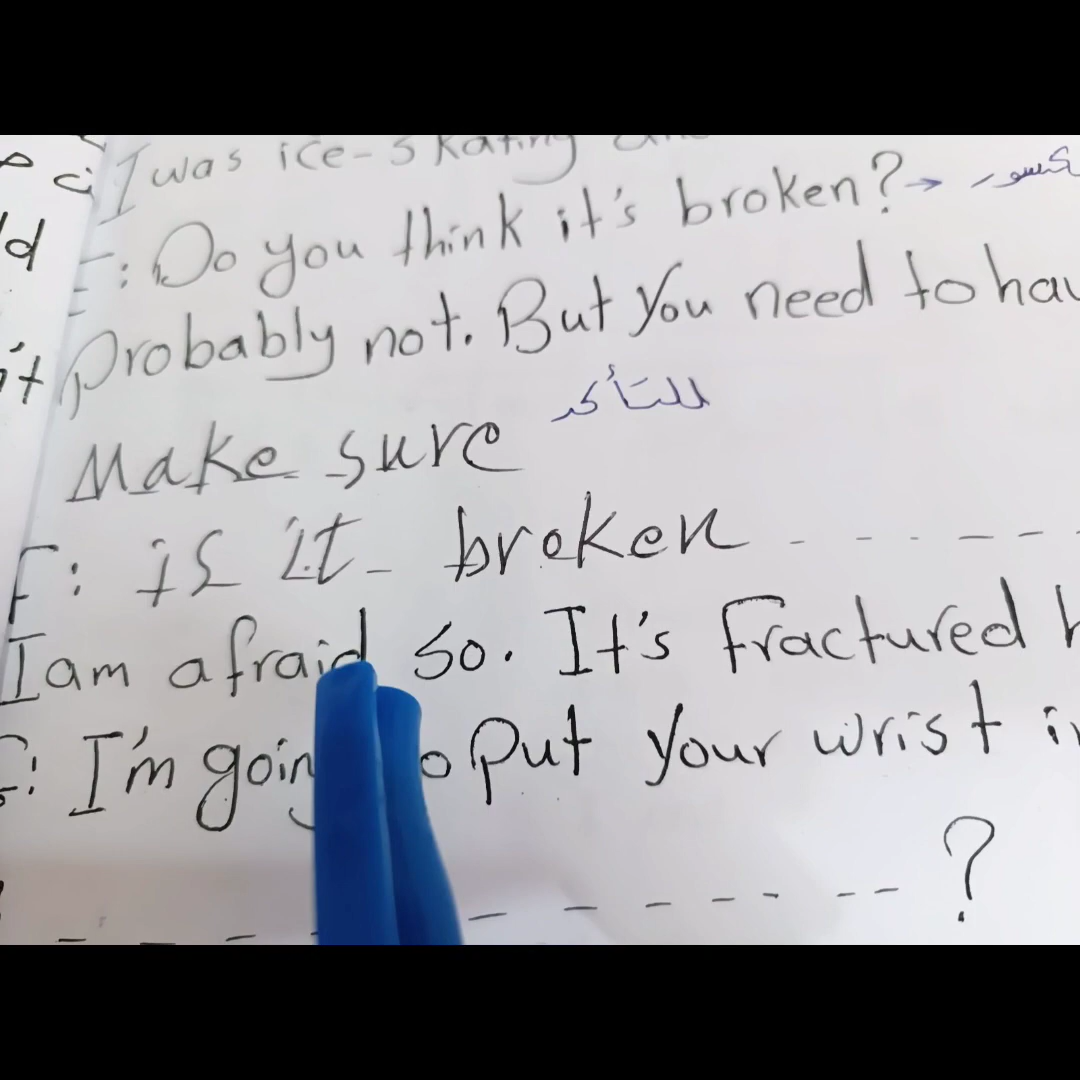 I was ice-skating
F: Do you think it's broken? → كسور
Probably not. But you need to hav
للتأكد
Make sure
F: is it broken - - - - - -
I am afraid so. It's fractured
F: I'm going o put your wrist i
- - - - - - - - - ?